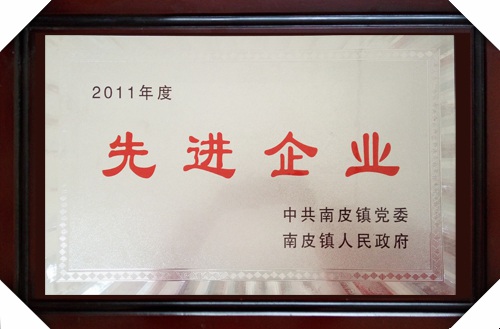 2011年度
先进企业
中共南皮镇党委
南皮镇人民政府